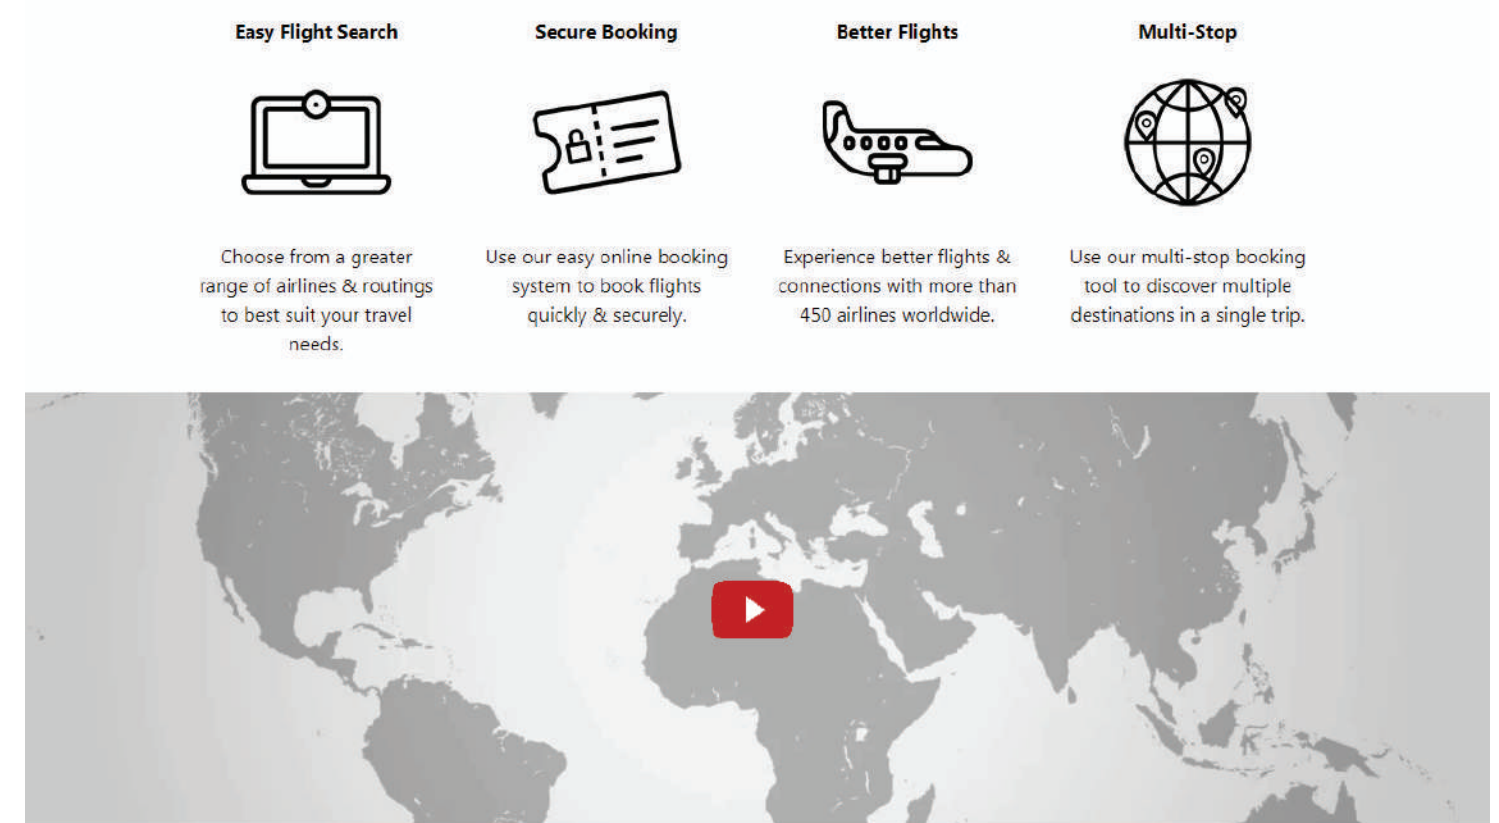 Easy Flight Search
Secure Booking
Better Flights
Multi-Stop
Choose from a greater
range of airlines & routings
to best suit your travel
needs.
Use our easy online booking
system to book flights
quickly & securely.
Experience better flights &
connections with more than
450 airlines worldwide.
Use our multi-stop booking
tool to discover multiple
destinations in a single trip.